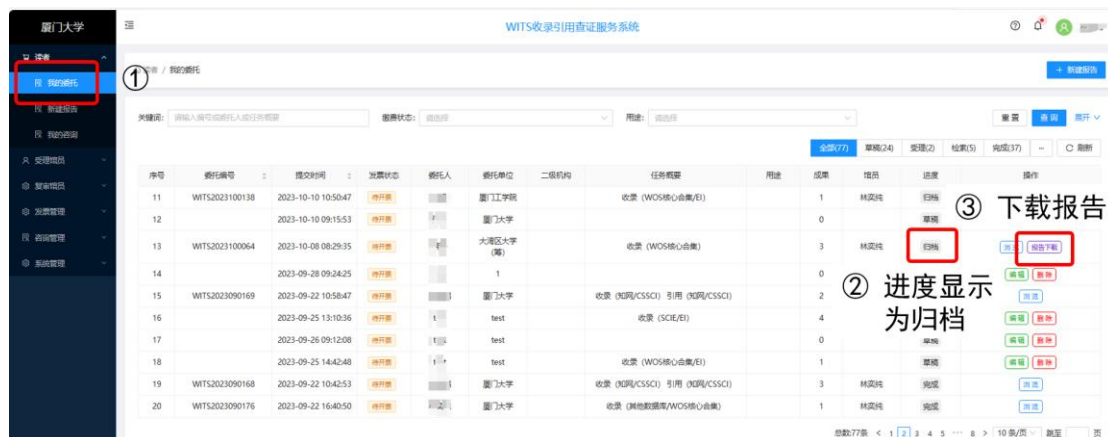 厦门大学
WITS收录引用查证服务系统
读者
我的委托
新建报告
我的咨询
受理馆员
复审馆员
发票管理
咨询管理
系统管理
①
/ 我的委托
+ 新建报告
关键词: 请输入编号或委托人或任务概要 缴费状态: 请选择 用途: 请选择 重置 查询 展开
全部(77) 草稿(24) 受理(2) 检索(5) 完成(37) ... 刷新
序号 委托编号 提交时间 发票状态 委托人 委托单位 二级机构 任务概要 用途 成果 馆员 进度 操作
11 WITS2023100138 2023-10-10 10:50:47 待开票 厦门工学院 收录 (WOS核心合集/EI) 1 林奕纯 归档
12 2023-10-10 09:15:53 待开票 厦门大学 0 草稿
13 WITS2023100064 2023-10-08 08:29:35 待开票 大湾区大学(筹) 收录 (WOS核心合集) 3 林奕纯 归档 报告下载
14 2023-09-28 09:24:25 待开票 1 0 编辑 删除
15 WITS2023090169 2023-09-22 10:58:47 待开票 厦门大学 收录 (知网/CSSCI) 引用 (知网/CSSCI) 2
16 2023-09-25 13:10:36 待开票 test 收录 (SCIE/EI) 4 编辑 删除
17 2023-09-26 09:12:08 待开票 test 0 草稿 编辑 删除
18 2023-09-25 14:42:48 待开票 test 收录 (WOS核心合集/EI) 1 草稿 编辑 删除
19 WITS2023090168 2023-09-22 10:42:53 待开票 厦门大学 收录 (知网/CSSCI) 引用 (知网/CSSCI) 3 林奕纯 完成
20 WITS2023090176 2023-09-22 16:40:50 待开票 厦门大学 收录 (其他数据库/WOS核心合集) 1 林奕纯 完成
③ 下载报告
② 进度显示
为归档
总数:77条 < 1 2 3 4 5 ... 8 > 10 条/页 跳至 页